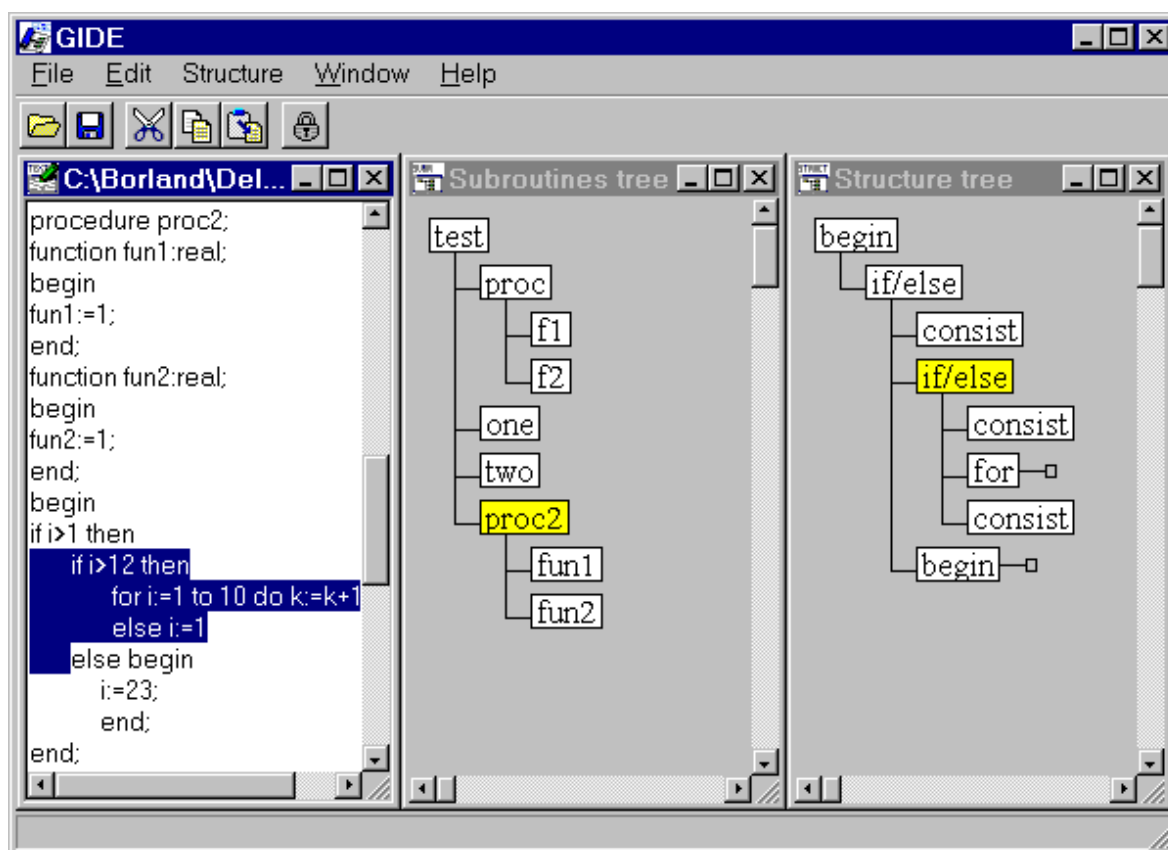 GIDE
File Edit Structure Window Help
C:\Borland\Del...
procedure proc2;
function fun1:real;
begin
fun1:=1;
end;
function fun2:real;
begin
fun2:=1;
end;
begin
if i>1 then
if i>12 then
for i:=1 to 10 do k:=k+1
else i:=1
else begin
i:=23;
end;
end;
Subroutines tree
test
proc
f1
f2
one
two
proc2
fun1
fun2
Structure tree
begin
if/else
consist
if/else
consist
for
consist
begin